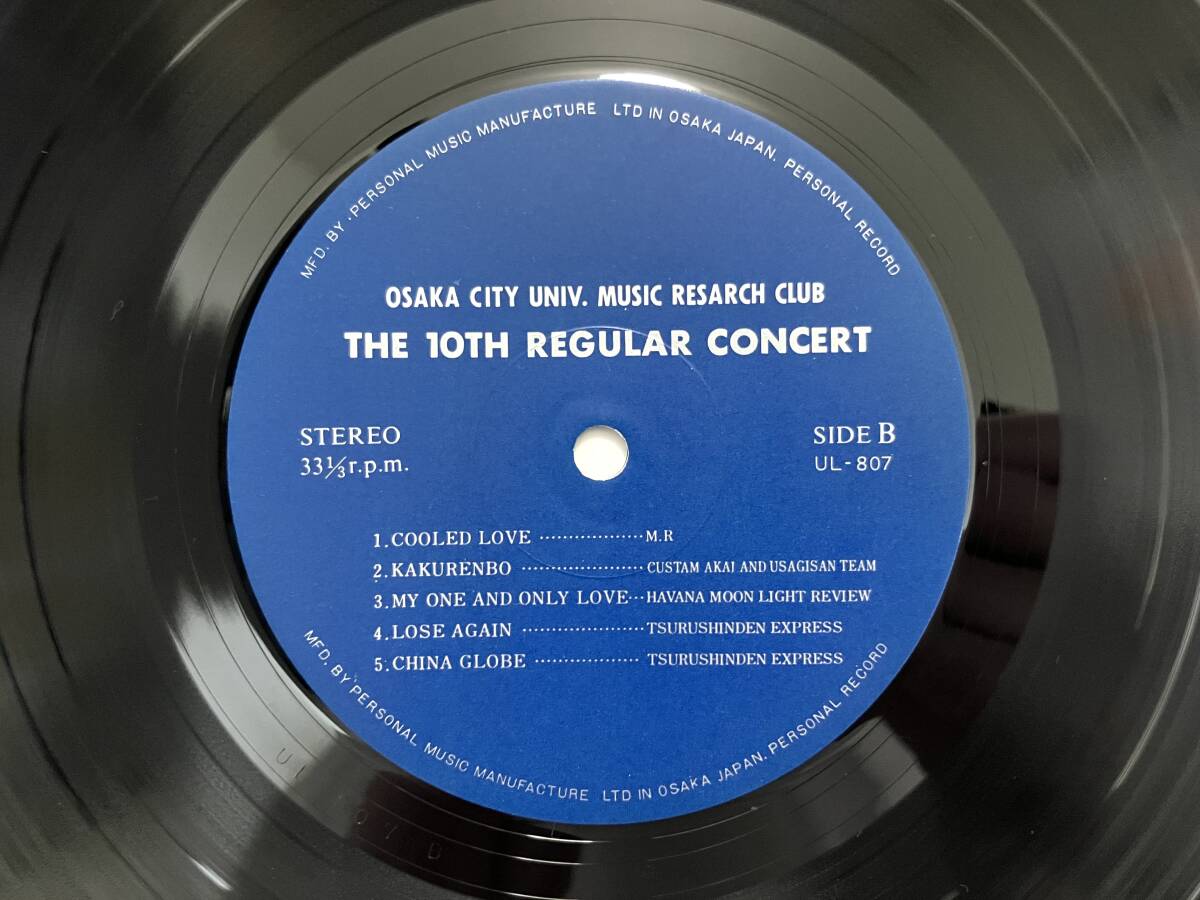 MFD. BY PERSONAL MUSIC MANUFACTURE LTD IN OSAKA JAPAN. PERSONAL RECORD
OSAKA CITY UNIV. MUSIC RESARCH CLUB
THE 10TH REGULAR CONCERT
STEREO
33⅓r.p.m.
SIDE B
UL-807
1.COOLED LOVE ·················· M.R
2.KAKURENBO ····················· CUSTAM AKAI AND USAGISAN TEAM
3.MY ONE AND ONLY LOVE··· HAVANA MOON LIGHT REVIEW
4.LOSE AGAIN ····················· TSURUSHINDEN EXPRESS
5.CHINA GLOBE ·················· TSURUSHINDEN EXPRESS
MFD. BY PERSONAL MUSIC MANUFACTURE LTD IN OSAKA JAPAN. PERSONAL RECORD